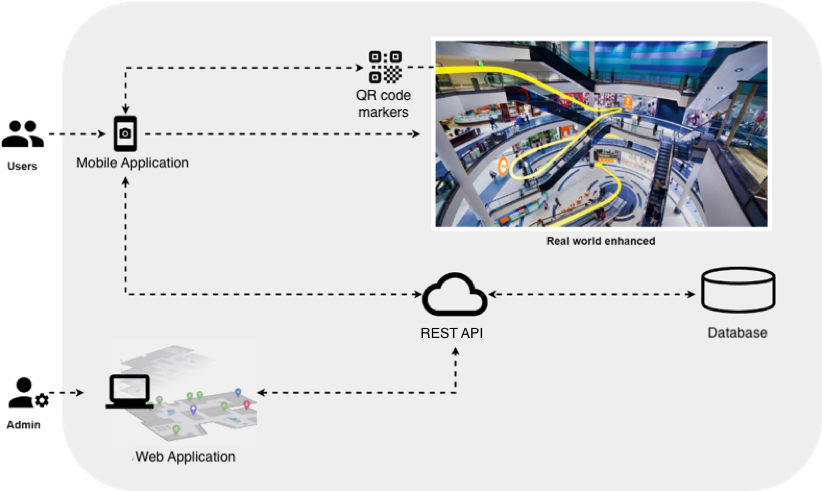 QR code
markers
Users
Mobile Application
Real world enhanced
REST API
Database
Admin
Web Application